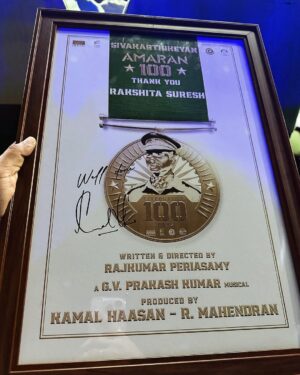 SIVAKARTHIKEYAN
AMARAN
100
THANK YOU
RAKSHITA SURESH
100
WRITTEN & DIRECTED BY
RAJKUMAR PERIASAMY
A G.V. PRAKASH KUMAR MUSICAL
PRODUCED BY
KAMAL HAASAN - R. MAHENDRAN